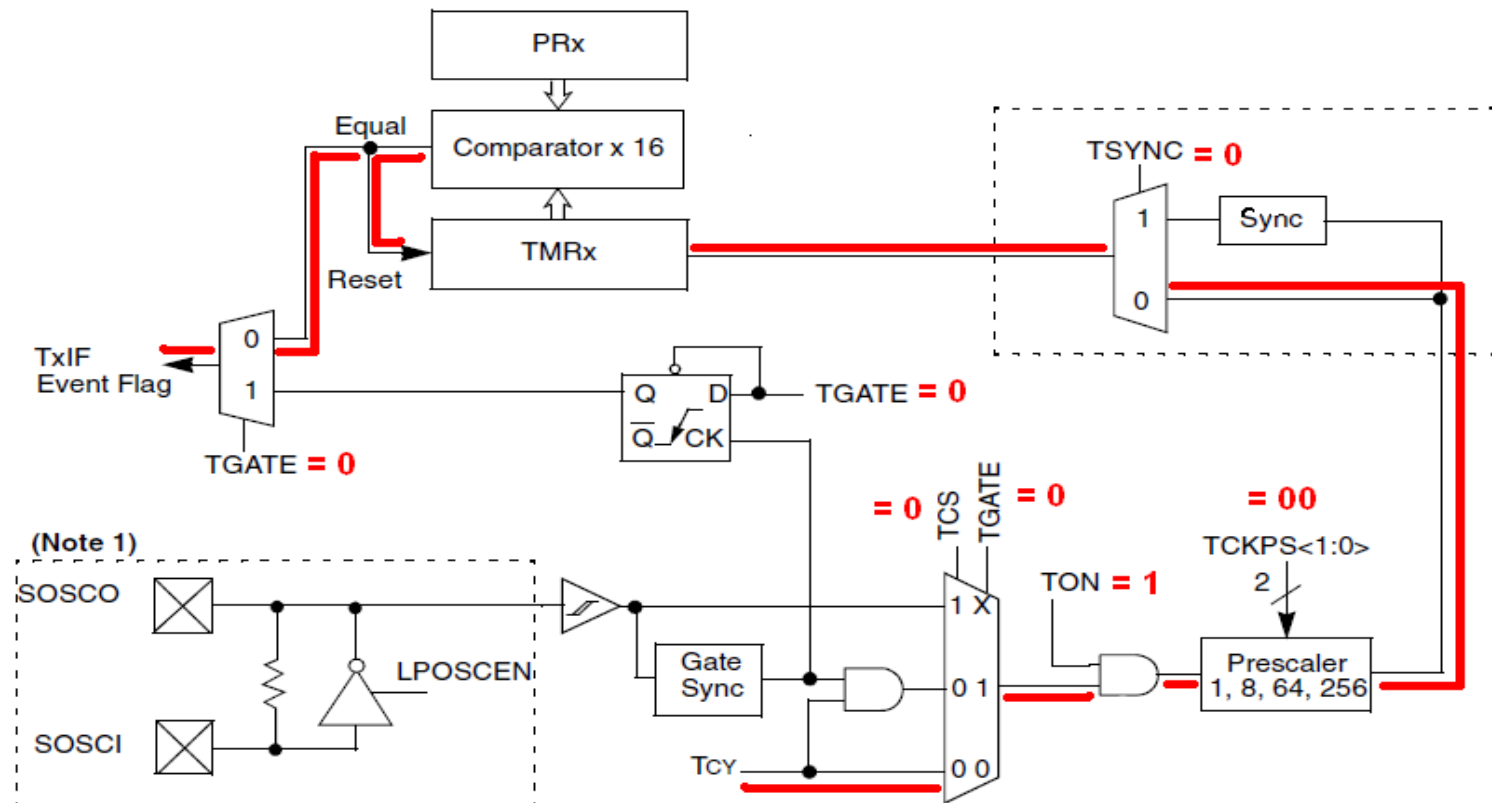 PRx
Equal
Comparator x 16
TSYNC = 0
1
Sync
TMRx
Reset
0
0
TxIF
Event Flag
1
Q
D
TGATE = 0
Q
CK
TGATE = 0
= 0
TCS
TGATE
= 0
= 00
(Note 1)
TCKPS<1:0>
SOSCO
TON = 1
2
1 X
Gate
Sync
LPOSCEN
Prescaler
1, 8, 64, 256
0 1
SOSCI
TCY
0 0